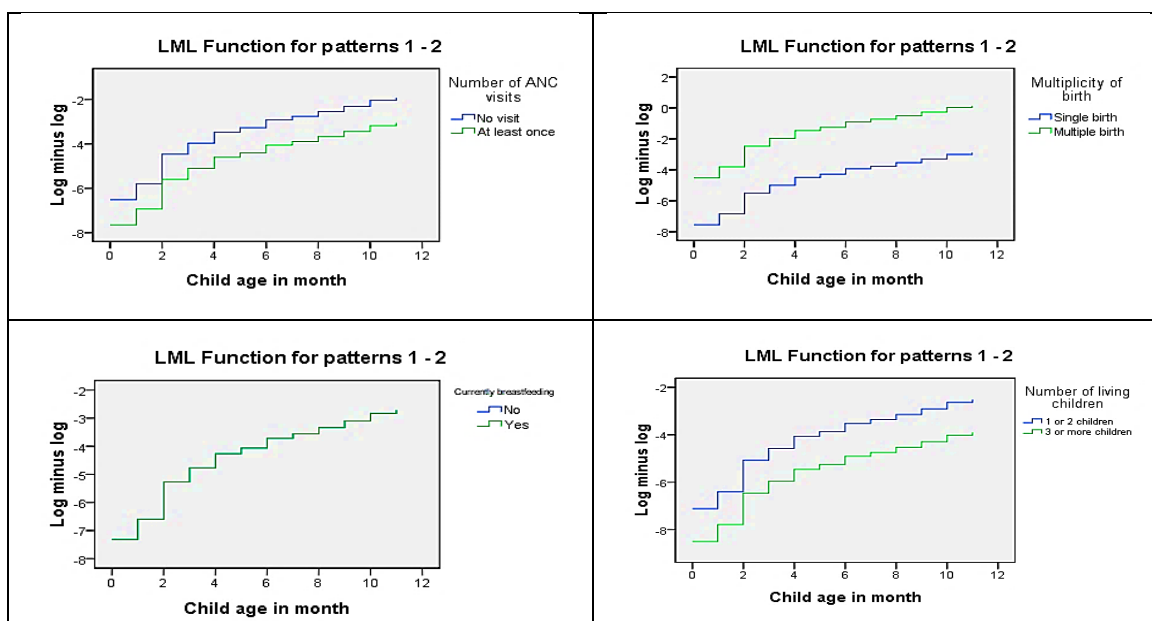 LML Function for patterns 1 - 2
Number of ANC
visits
No visit
At least once
Log minus log
-2
-4
-6
-8
0 2 4 6 8 10 12
Child age in month
LML Function for patterns 1 - 2
Multiplicity of
birth
Single birth
Multiple birth
Log minus log
2
0
-2
-4
-6
-8
0 2 4 6 8 10 12
Child age in month
LML Function for patterns 1 - 2
Currently breastfeeding
No
Yes
Log minus log
-2
-3
-4
-5
-6
-7
-8
0 2 4 6 8 10 12
Child age in month
LML Function for patterns 1 - 2
Number of living
children
1 or 2 children
3 or more children
Log minus log
-2
-4
-6
-8
0 2 4 6 8 10 12
Child age in month